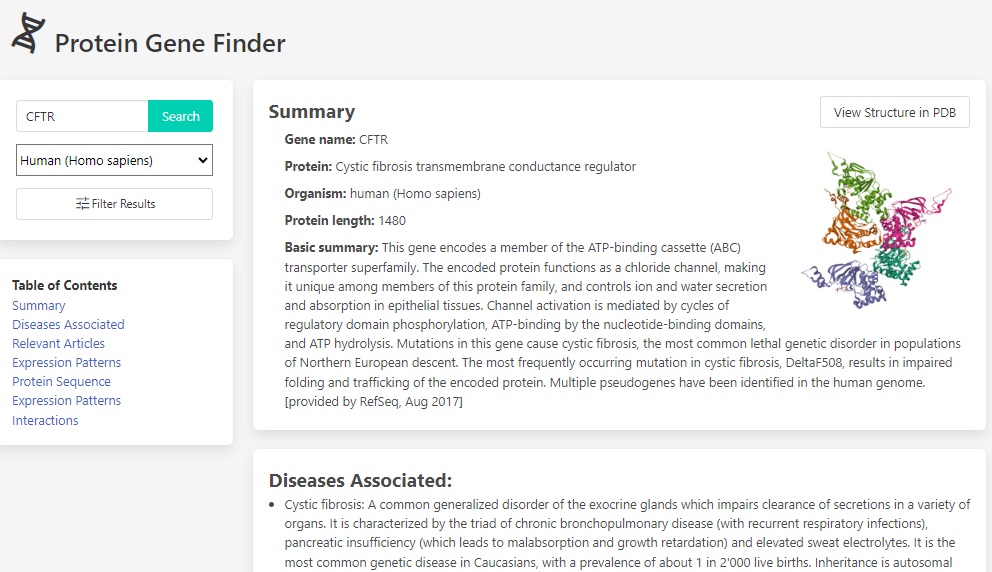 Protein Gene Finder
CFTR
Search
Human (Homo sapiens)
Filter Results
Table of Contents
Summary
Diseases Associated
Relevant Articles
Expression Patterns
Protein Sequence
Expression Patterns
Interactions
Summary
View Structure in PDB
Gene name: CFTR
Protein: Cystic fibrosis transmembrane conductance regulator
Organism: human (Homo sapiens)
Protein length: 1480
Basic summary: This gene encodes a member of the ATP-binding cassette (ABC)
transporter superfamily. The encoded protein functions as a chloride channel, making
it unique among members of this protein family, and controls ion and water secretion
and absorption in epithelial tissues. Channel activation is mediated by cycles of
regulatory domain phosphorylation, ATP-binding by the nucleotide-binding domains,
and ATP hydrolysis. Mutations in this gene cause cystic fibrosis, the most common lethal genetic disorder in populations
of Northern European descent. The most frequently occurring mutation in cystic fibrosis, DeltaF508, results in impaired
folding and trafficking of the encoded protein. Multiple pseudogenes have been identified in the human genome.
[provided by RefSeq, Aug 2017]
Diseases Associated:
• Cystic fibrosis: A common generalized disorder of the exocrine glands which impairs clearance of secretions in a variety of
organs. It is characterized by the triad of chronic bronchopulmonary disease (with recurrent respiratory infections),
pancreatic insufficiency (which leads to malabsorption and growth retardation) and elevated sweat electrolytes. It is the
most common genetic disease in Caucasians, with a prevalence of about 1 in 2'000 live births. Inheritance is autosomal